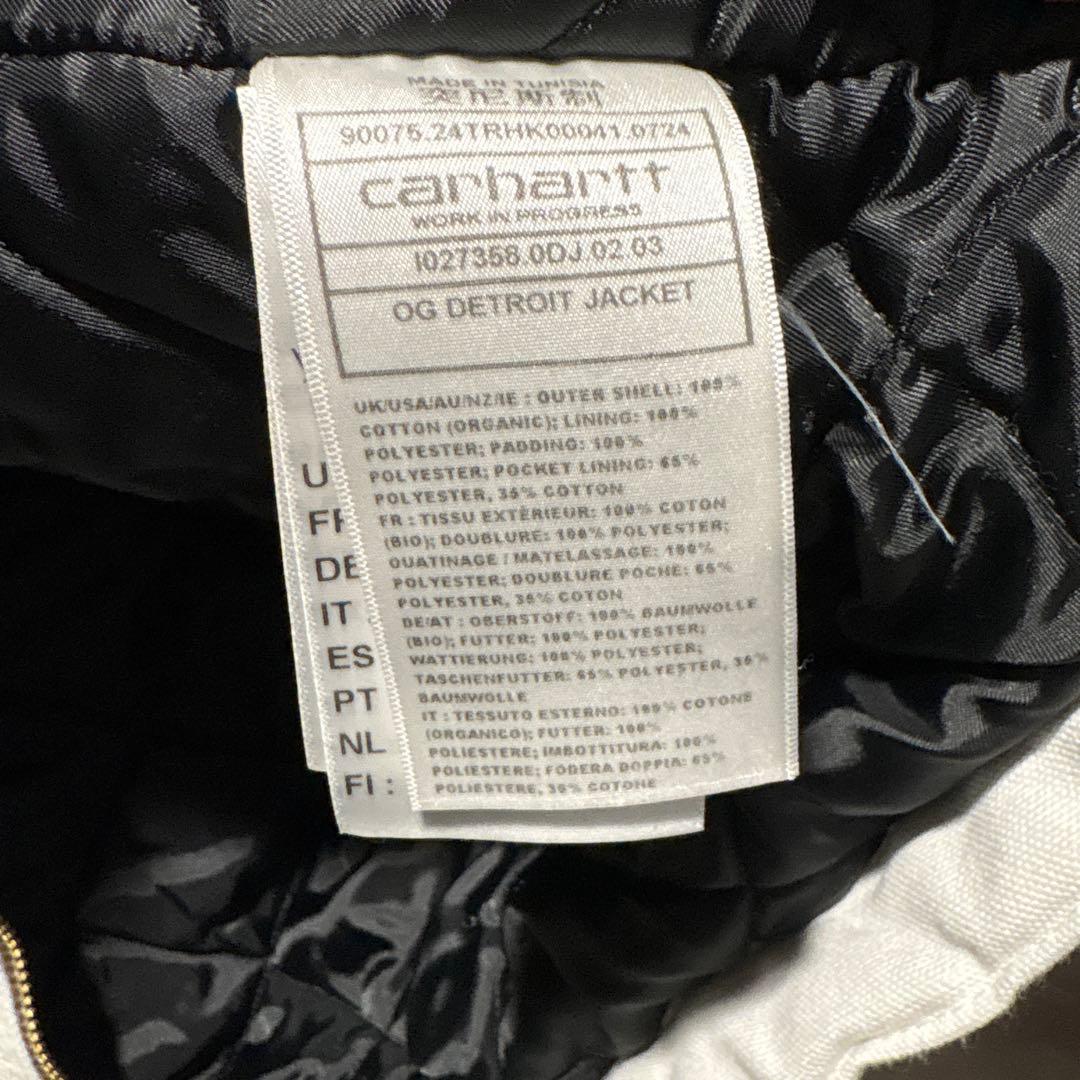 MADE IN TUNISIA
突尼斯制
90075.24TRHK00041.0724
carhartt
WORK IN PROGRESS
I027358.0DJ.02.03
OG DETROIT JACKET
UK/USA/AU/NZ/IE : OUTER SHELL: 100%
COTTON (ORGANIC); LINING: 100%
POLYESTER; PADDING: 100%
POLYESTER; POCKET LINING: 65%
POLYESTER, 35% COTTON
FR : TISSU EXTÉRIEUR: 100% COTON
(BIO); DOUBLURE: 100% POLYESTER;
OUATINAGE / MATELASSAGE: 100%
POLYESTER; DOUBLURE POCHE: 65%
POLYESTER, 35% COTON
DE/AT : OBERSTOFF: 100% BAUMWOLLE
(BIO); FUTTER: 100% POLYESTER;
WATTIERUNG: 100% POLYESTER;
TASCHENFUTTER: 65% POLYESTER, 35%
BAUMWOLLE
IT : TESSUTO ESTERNO: 100% COTONE
(ORGANICO); FUTTER: 100%
POLIESTERE; IMBOTTITURA: 100%
POLIESTERE; FODERA DOPPIA: 65%
POLIESTERE, 35% COTONE
U
FR
DE
IT
ES
PT
NL
FI :